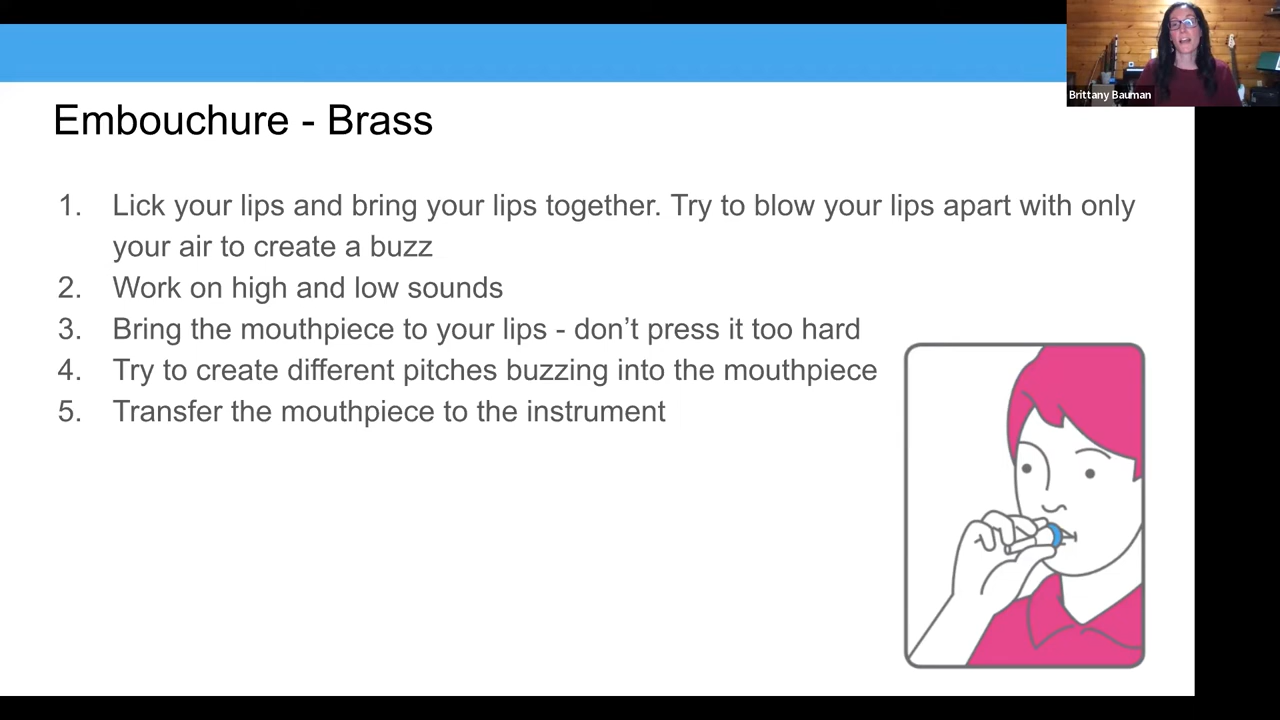 Brittany Bauman
Embouchure - Brass
1. Lick your lips and bring your lips together. Try to blow your lips apart with only
your air to create a buzz
2. Work on high and low sounds
3. Bring the mouthpiece to your lips - don’t press it too hard
4. Try to create different pitches buzzing into the mouthpiece
5. Transfer the mouthpiece to the instrument